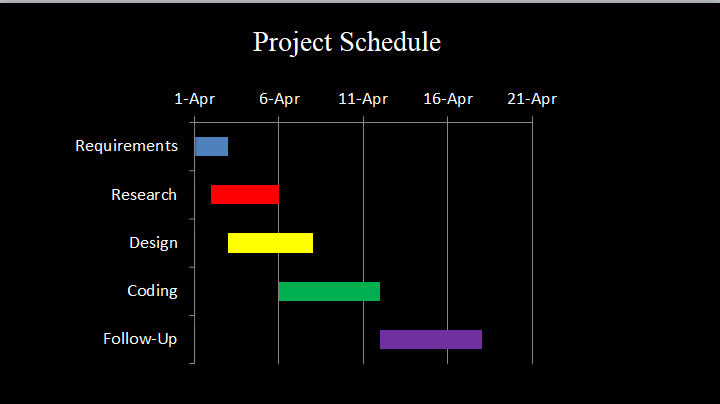 Project Schedule
1-Apr 6-Apr 11-Apr 16-Apr 21-Apr
Requirements
Research
Design
Coding
Follow-Up